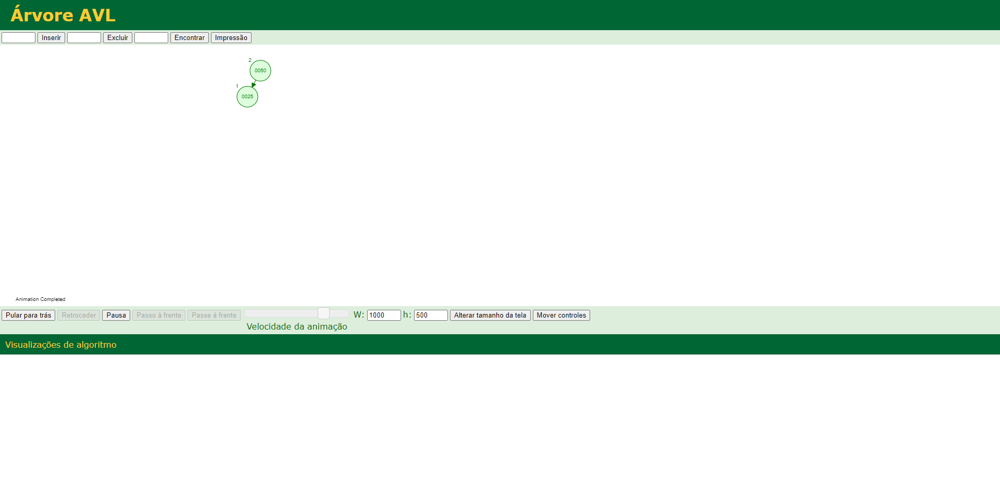 Árvore AVL
Inserir Excluir Encontrar Impressão
2
0050
1
0025
Animation Completed
Pular para trás Retroceder Pausa Passo à frente Passe à frente W: 1000 h: 500 Alterar tamanho da tela Mover controles
Velocidade da animação
Visualizações de algoritmo